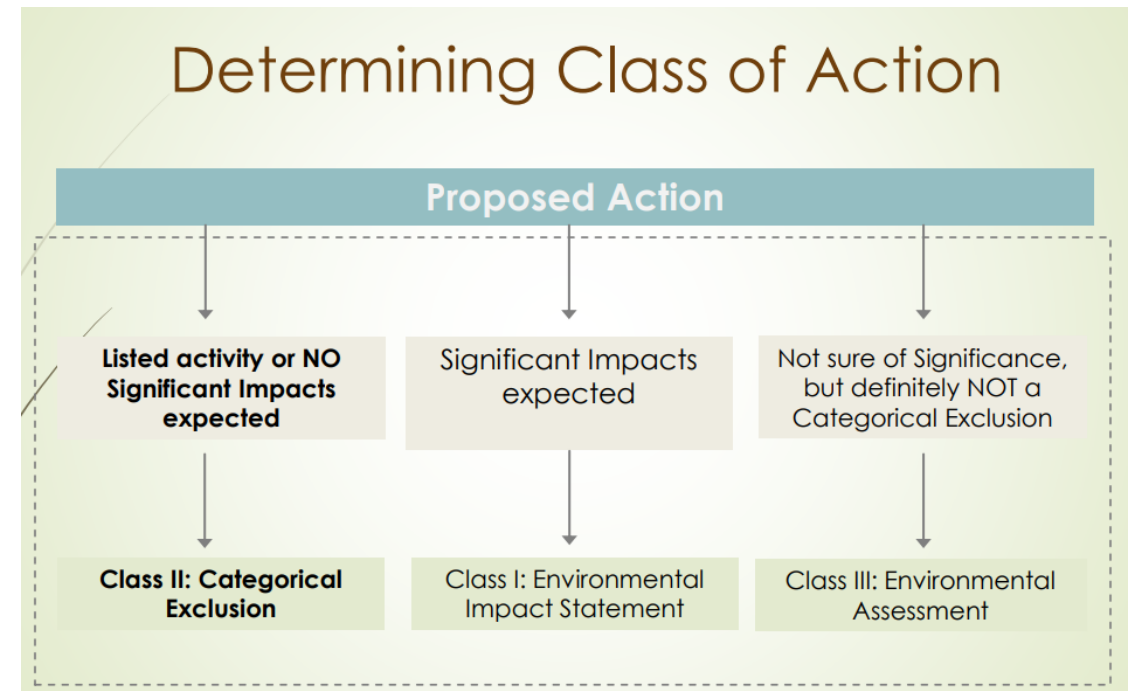 Determining Class of Action
Proposed Action
Listed activity or NO
Significant Impacts
expected
Significant Impacts
expected
Not sure of Significance,
but definitely NOT a
Categorical Exclusion
Class II: Categorical
Exclusion
Class I: Environmental
Impact Statement
Class III: Environmental
Assessment